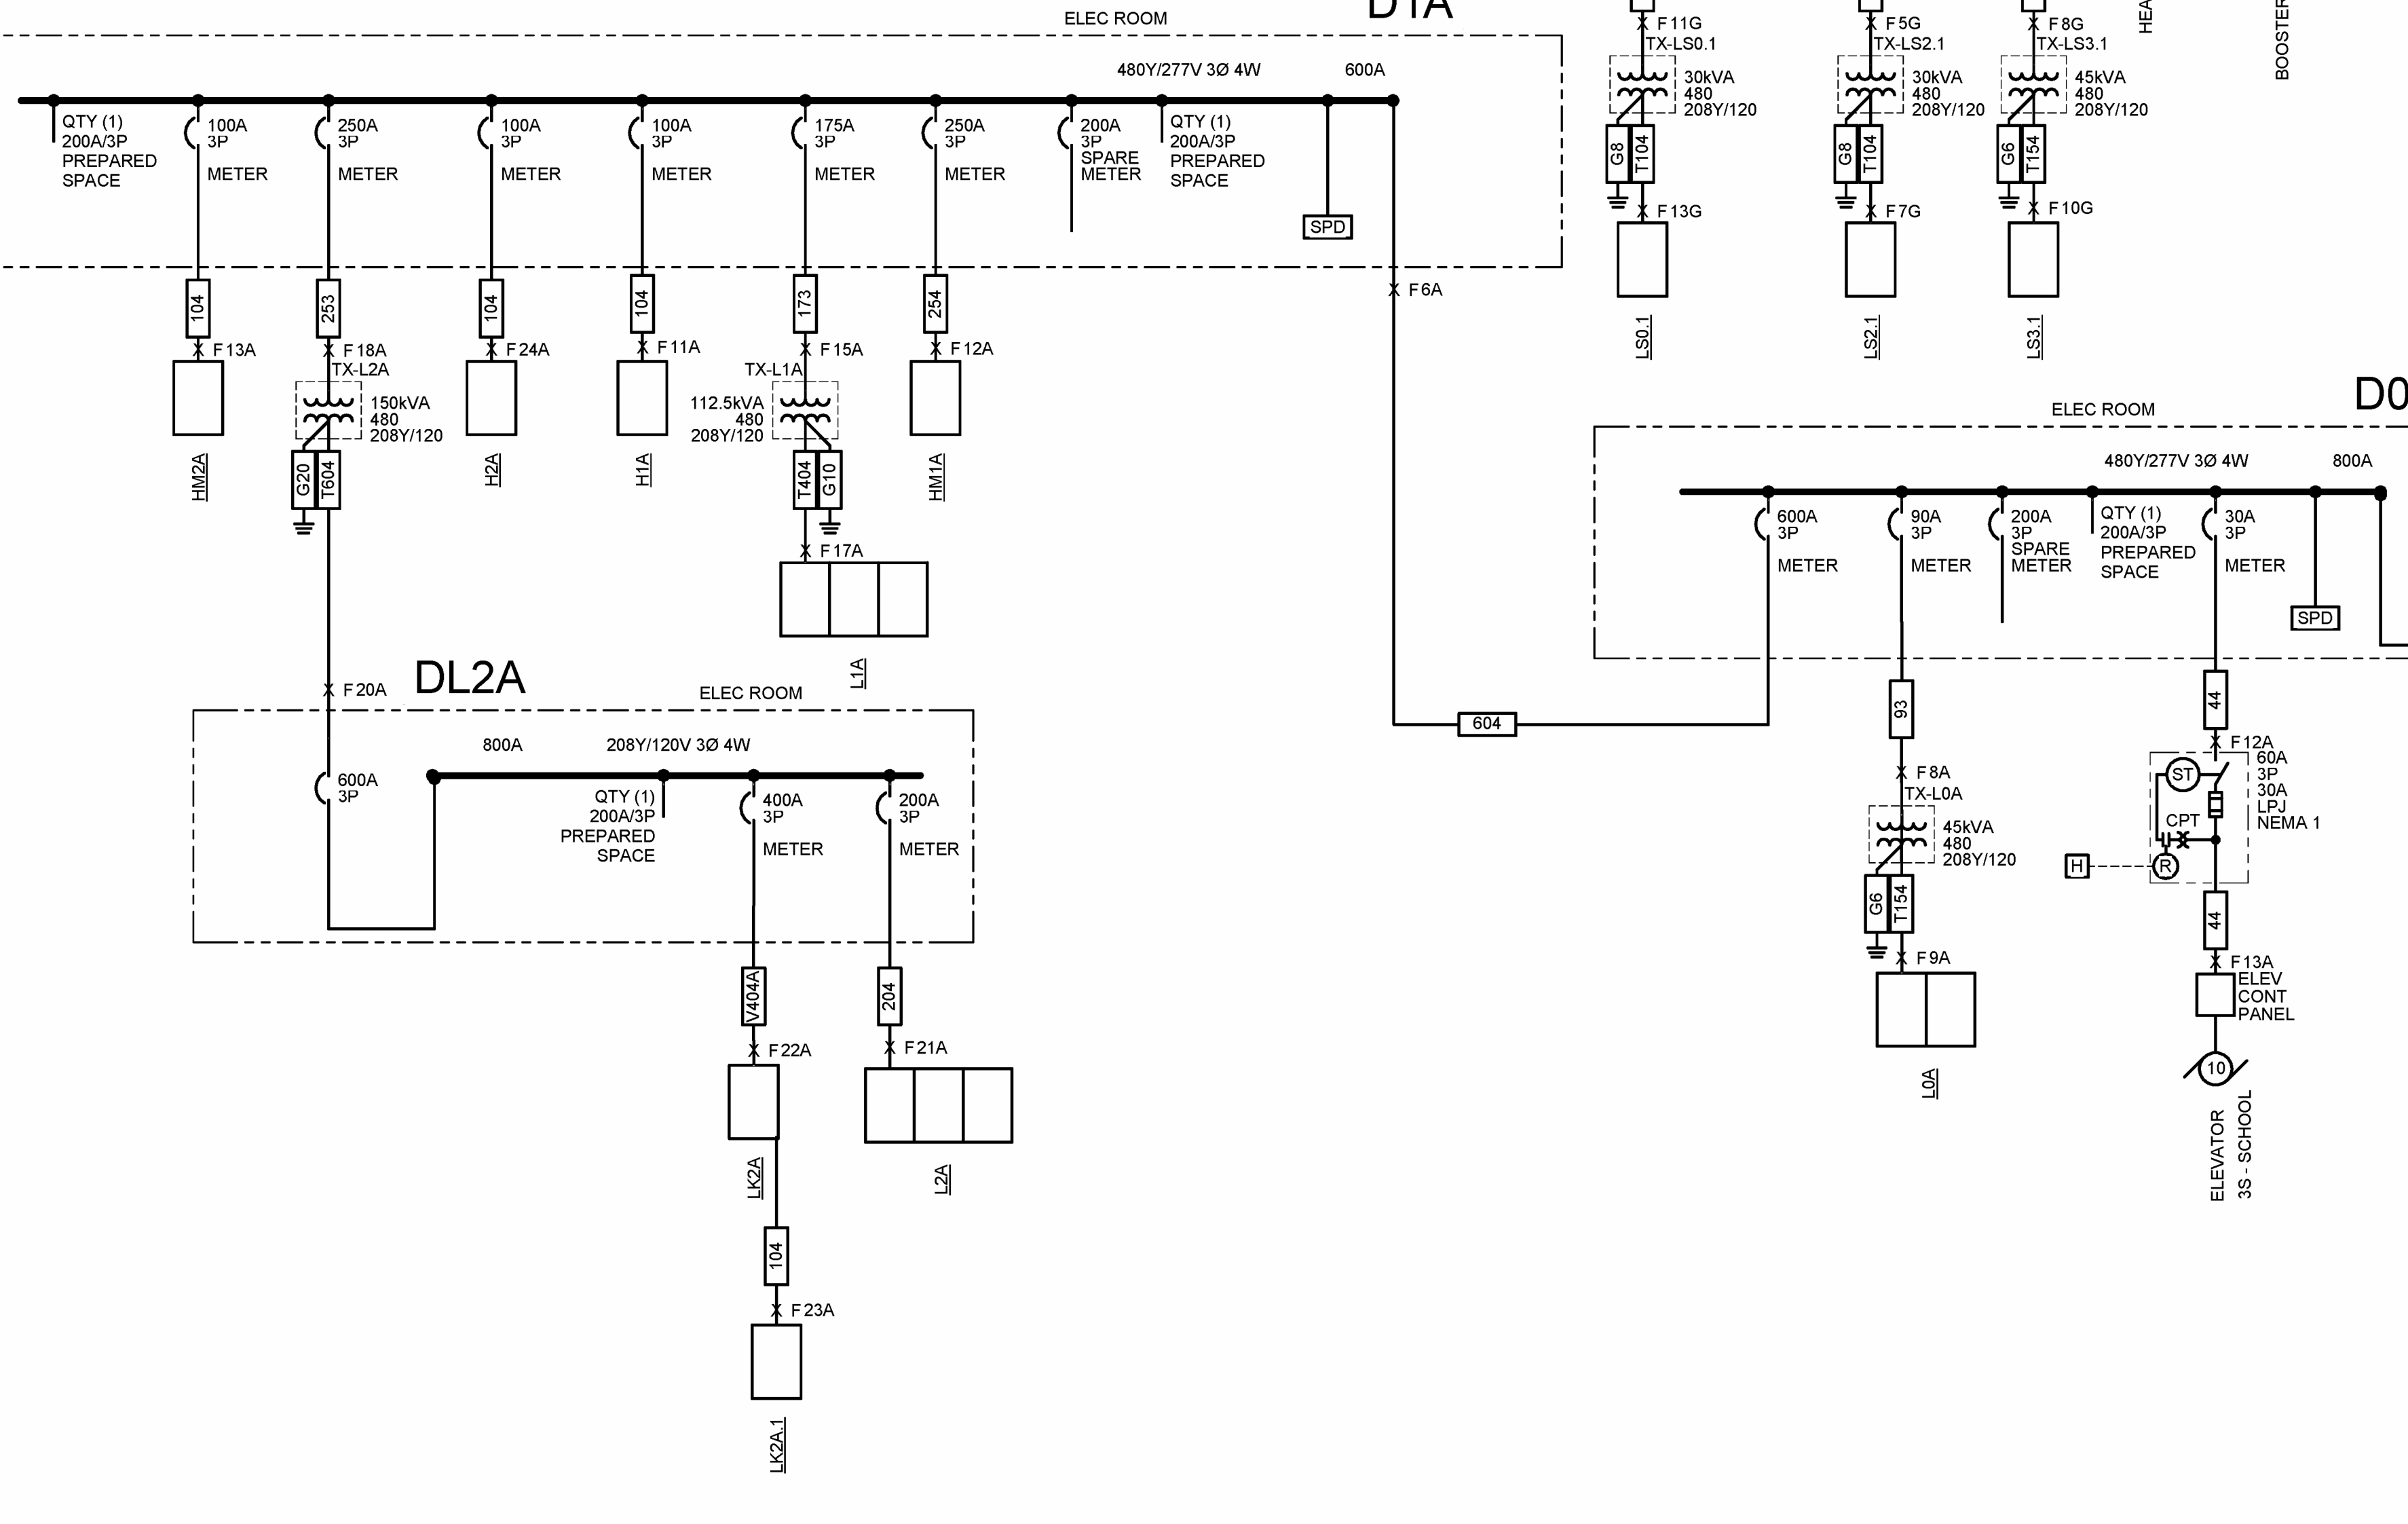 ELEC ROOM
D1A
480Y/277V 3Ø 4W
600A
QTY (1)
200A/3P
PREPARED
SPACE
100A
3P
METER
250A
3P
METER
100A
3P
METER
100A
3P
METER
175A
3P
METER
250A
3P
METER
200A
3P
SPARE
METER
QTY (1)
200A/3P
PREPARED
SPACE
SPD
104
253
104
104
173
254
F13A
F18A
F24A
F11A
F15A
F12A
F6A
TX-L2A
150kVA
480
208Y/120
TX-L1A
112.5kVA
480
208Y/120
HM2A
G20
T604
H2A
H1A
T404
G10
HM1A
F17A
L1A
F11G
TX-LS0.1
30kVA
480
208Y/120
G8
T104
F13G
LS0.1
F5G
TX-LS2.1
30kVA
480
208Y/120
G8
T104
F7G
LS2.1
F8G
TX-LS3.1
45kVA
480
208Y/120
G6
T154
F10G
LS3.1
HEA
BOOSTER
F20A
DL2A
ELEC ROOM
800A
208Y/120V 3Ø 4W
600A
3P
QTY (1)
200A/3P
PREPARED
SPACE
400A
3P
METER
200A
3P
METER
V404A
204
F22A
F21A
LK2A
L2A
104
F23A
LK2A.1
604
D0
ELEC ROOM
480Y/277V 3Ø 4W
800A
600A
3P
METER
90A
3P
METER
200A
3P
SPARE
METER
QTY (1)
200A/3P
PREPARED
SPACE
30A
3P
METER
SPD
93
F8A
TX-L0A
45kVA
480
208Y/120
G6
T154
F9A
L0A
44
F12A
60A
3P
30A
LPJ
NEMA 1
ST
CPT
R
H
44
F13A
ELEV
CONT
PANEL
10
ELEVATOR
3S - SCHOOL